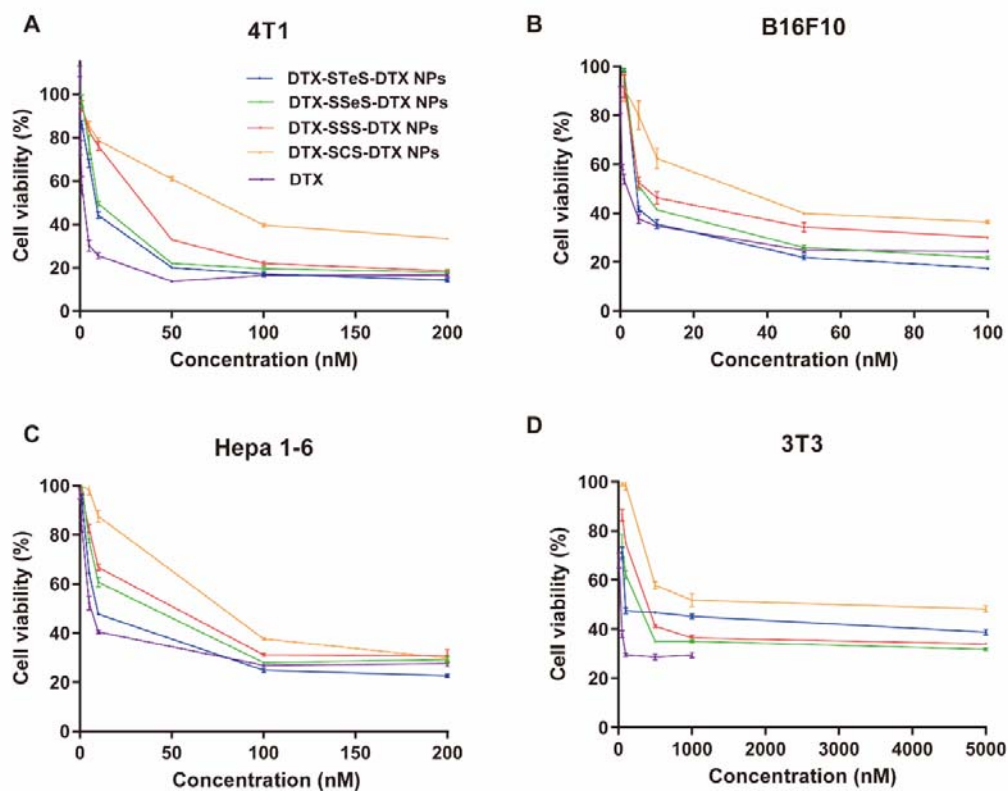 A
4T1
Cell viability (%)
100
80
60
40
20
0
DTX-STeS-DTX NPs
DTX-SSeS-DTX NPs
DTX-SSS-DTX NPs
DTX-SCS-DTX NPs
DTX
0 50 100 150 200
Concentration (nM)
B
B16F10
Cell viability (%)
100
80
60
40
20
0
0 20 40 60 80 100
Concentration (nM)
C
Hepa 1-6
Cell viability (%)
100
80
60
40
20
0
0 50 100 150 200
Concentration (nM)
D
3T3
Cell viability (%)
100
80
60
40
20
0
0 1000 2000 3000 4000 5000
Concentration (nM)